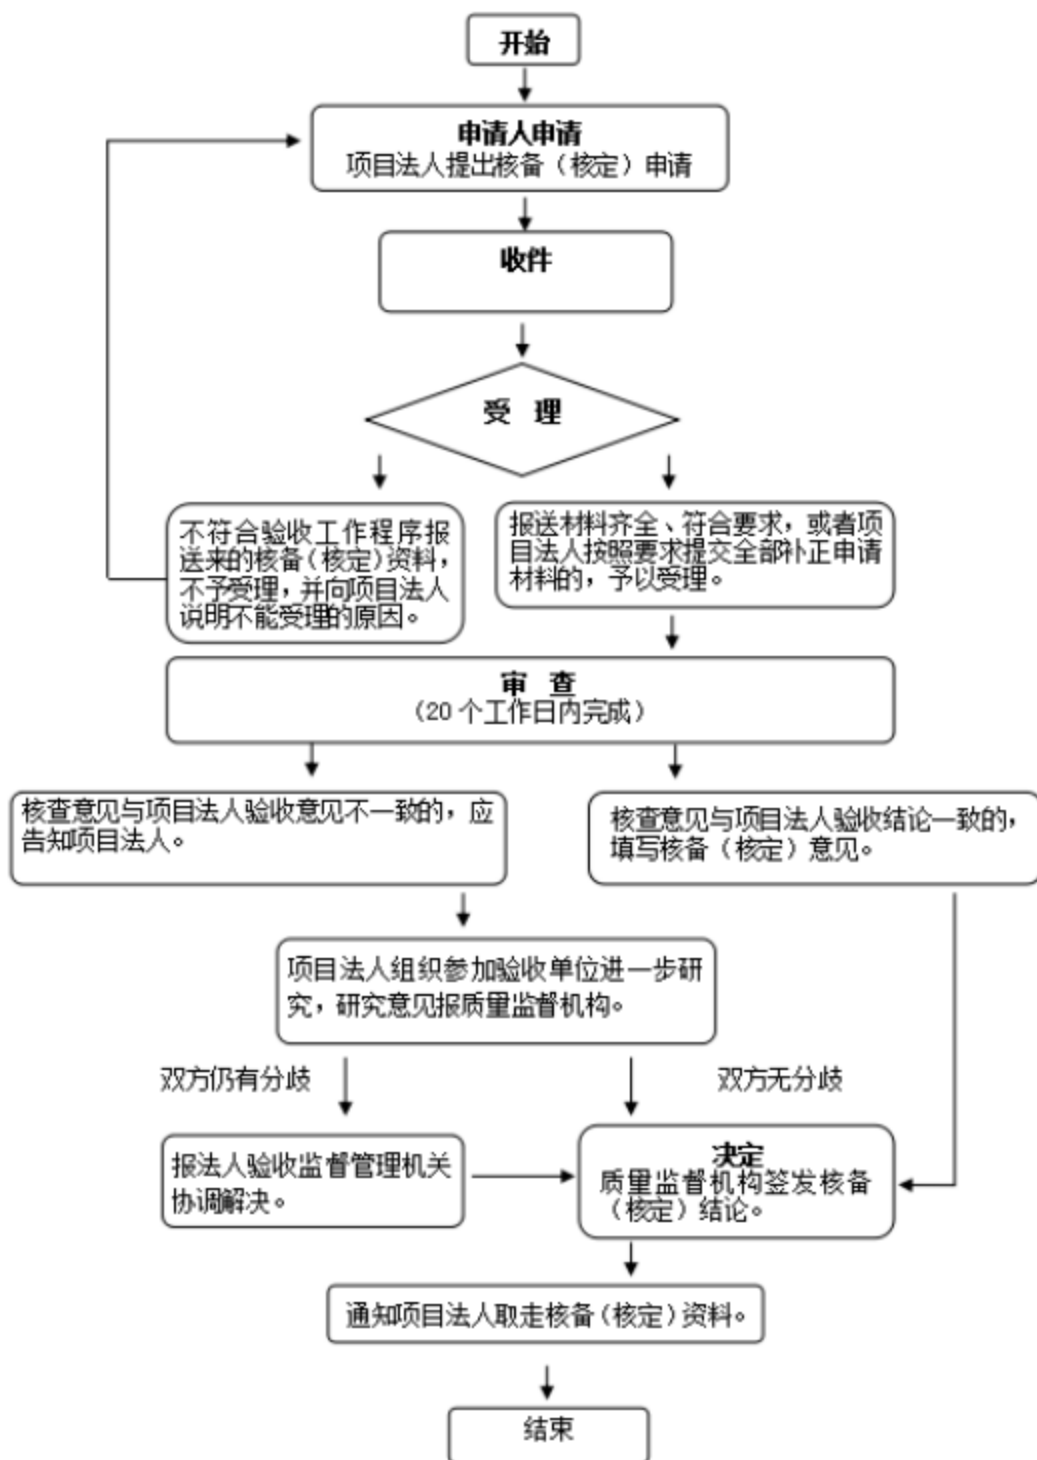 开始
申请人申请
项目法人提出核备（核定）申请
收件
受 理
不符合验收工作程序报
送来的核备(核定)资料，
不予受理，并向项目法人
说明不能受理的原因。
报送材料齐全、符合要求，或者项
目法人按照要求提交全部补正申请
材料的，予以受理。
审 查
（20 个工作日内完成）
核查意见与项目法人验收意见不一致的，应
告知项目法人。
核查意见与项目法人验收结论一致的，
填写核备（核定）意见。
项目法人组织参加验收单位进一步研
究，研究意见报质量监督机构。
双方仍有分歧
双方无分歧
报法人验收监督管理机关
协调解决。
决定
质量监督机构签发核备
（核定）结论。
通知项目法人取走核备(核定)资料。
结束